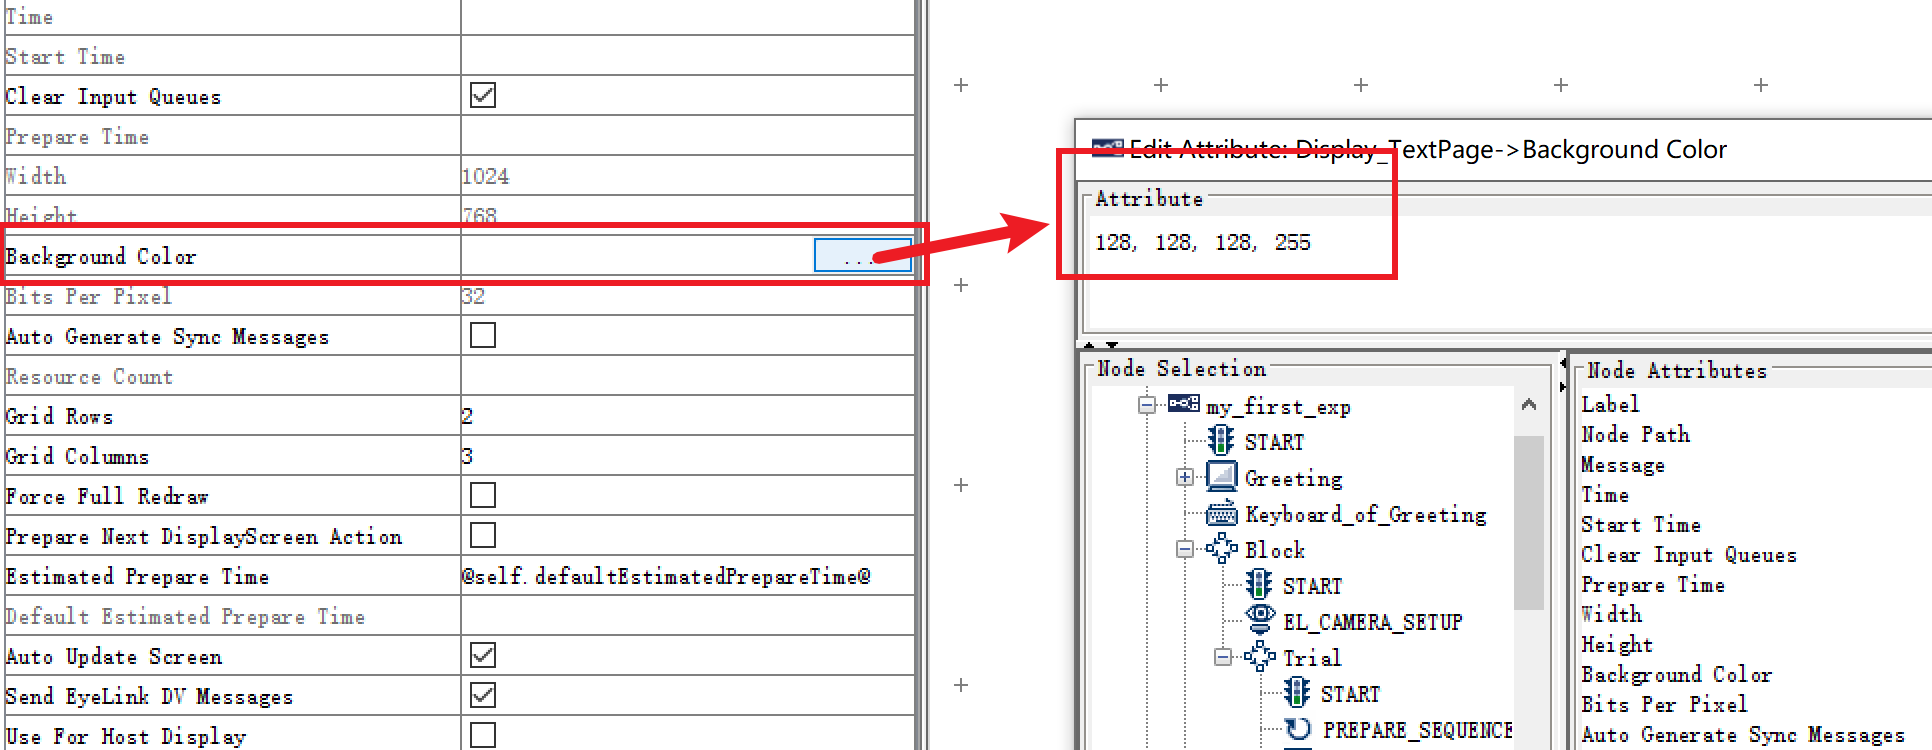 Time
Start Time
Clear Input Queues
Prepare Time
Width 1024
Height 768
Background Color ...
Bits Per Pixel 32
Auto Generate Sync Messages
Resource Count
Grid Rows 2
Grid Columns 3
Force Full Redraw
Prepare Next DisplayScreen Action
Estimated Prepare Time @self.defaultEstimatedPrepareTime@
Default Estimated Prepare Time
Auto Update Screen
Send EyeLink DV Messages
Use For Host Display
Edit Attribute: Display_TextPage->Background Color
Attribute
128, 128, 128, 255
Node Selection
my_first_exp
START
Greeting
Keyboard_of_Greeting
Block
START
EL_CAMERA_SETUP
Trial
START
PREPARE_SEQUENCE
Node Attributes
Label
Node Path
Message
Time
Start Time
Clear Input Queues
Prepare Time
Width
Height
Background Color
Bits Per Pixel
Auto Generate Sync Messages